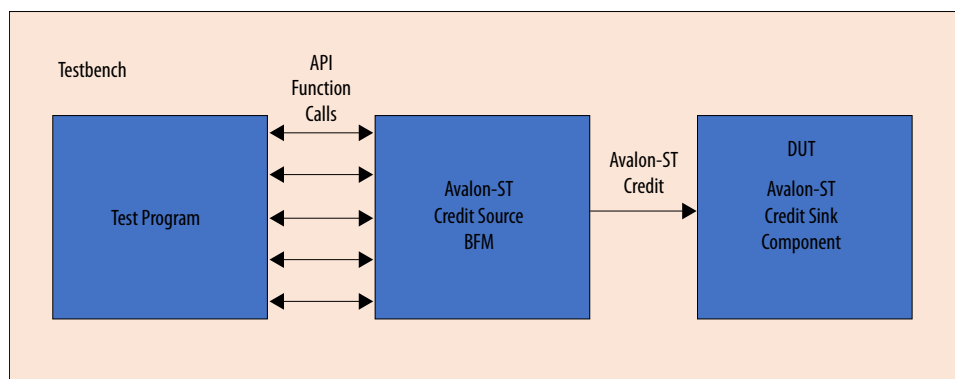 Testbench
API
Function
Calls
Test Program
Avalon-ST
Credit Source
BFM
Avalon-ST
Credit
DUT
Avalon-ST
Credit Sink
Component